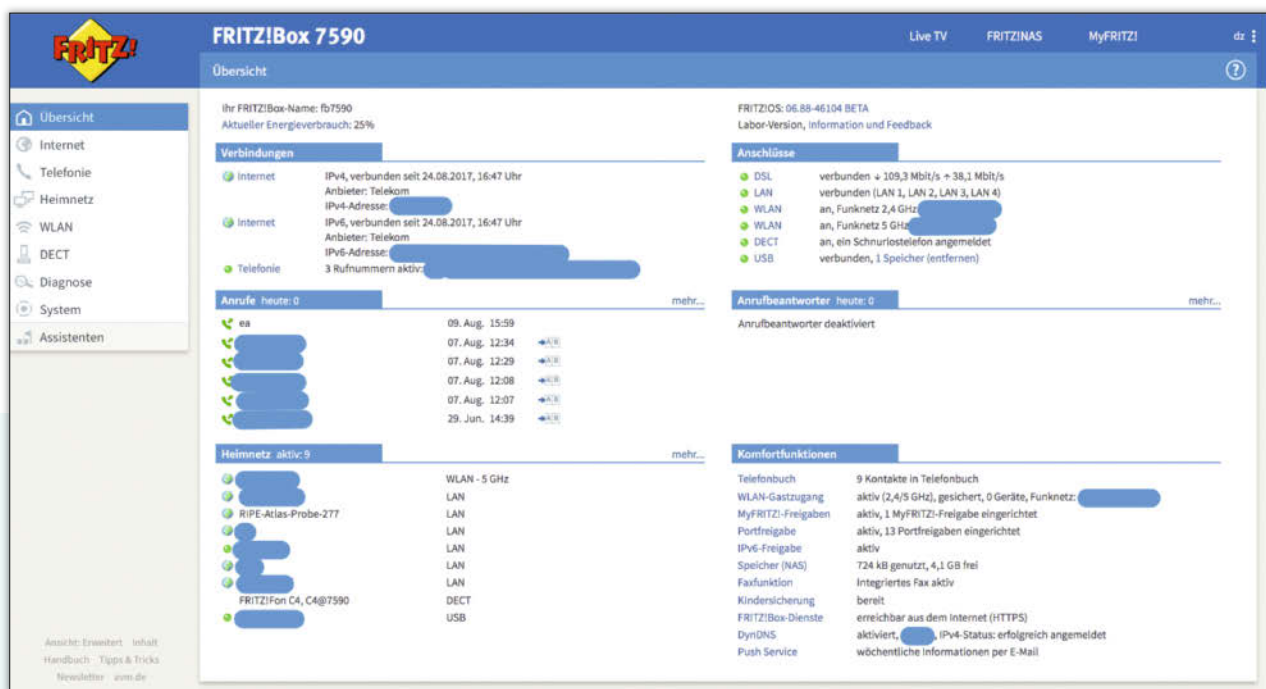 FRITZ!
FRITZ!Box 7590
Live TV FRITZ!NAS MyFRITZ! dz
Übersicht
?
Übersicht
Internet
Telefonie
Heimnetz
WLAN
DECT
Diagnose
System
Assistenten
Ansicht: Erweitert Inhalt
Handbuch Tipps & Tricks
Newsletter avm.de
Ihr FRITZ!Box-Name: fb7590
Aktueller Energieverbrauch: 25%
FRITZ!OS: 06.88-46104 BETA
Labor-Version, Information und Feedback
Verbindungen
Internet IPv4, verbunden seit 24.08.2017, 16:47 Uhr
Anbieter: Telekom
IPv4-Adresse:
Internet IPv6, verbunden seit 24.08.2017, 16:47 Uhr
Anbieter: Telekom
IPv6-Adresse:
Telefonie 3 Rufnummern aktiv:
Anschlüsse
DSL verbunden ↓ 109,3 Mbit/s ↑ 38,1 Mbit/s
LAN verbunden (LAN 1, LAN 2, LAN 3, LAN 4)
WLAN an, Funknetz 2,4 GHz
WLAN an, Funknetz 5 GHz
DECT an, ein Schnurlostelefon angemeldet
USB verbunden, 1 Speicher (entfernen)
Anrufe heute: 0 mehr...
ea 09. Aug. 15:59
07. Aug. 12:34
07. Aug. 12:29
07. Aug. 12:08
07. Aug. 12:07
29. Jun. 14:39
Anrufbeantworter heute: 0 mehr...
Anrufbeantworter deaktiviert
Heimnetz aktiv: 9 mehr...
WLAN - 5 GHz
LAN
RIPE-Atlas-Probe-277 LAN
LAN
LAN
LAN
LAN
FRITZ!Fon C4, C4@7590 DECT
USB
Komfortfunktionen
Telefonbuch 9 Kontakte in Telefonbuch
WLAN-Gastzugang aktiv (2,4/5 GHz), gesichert, 0 Geräte, Funknetz:
MyFRITZ!-Freigaben aktiv, 1 MyFRITZ!-Freigabe eingerichtet
Portfreigabe aktiv, 13 Portfreigaben eingerichtet
IPv6-Freigabe aktiv
Speicher (NAS) 724 kB genutzt, 4,1 GB frei
Faxfunktion Integriertes Fax aktiv
Kindersicherung bereit
FRITZ!Box-Dienste erreichbar aus dem Internet (HTTPS)
DynDNS aktiviert, , IPv4-Status: erfolgreich angemeldet
Push Service wöchentliche Informationen per E-Mail